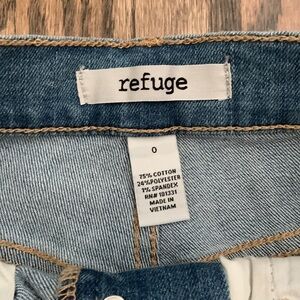 refuge
0
75% COTTON
24% POLYESTER
1% SPANDEX
RN# 101331
MADE IN
VIETNAM